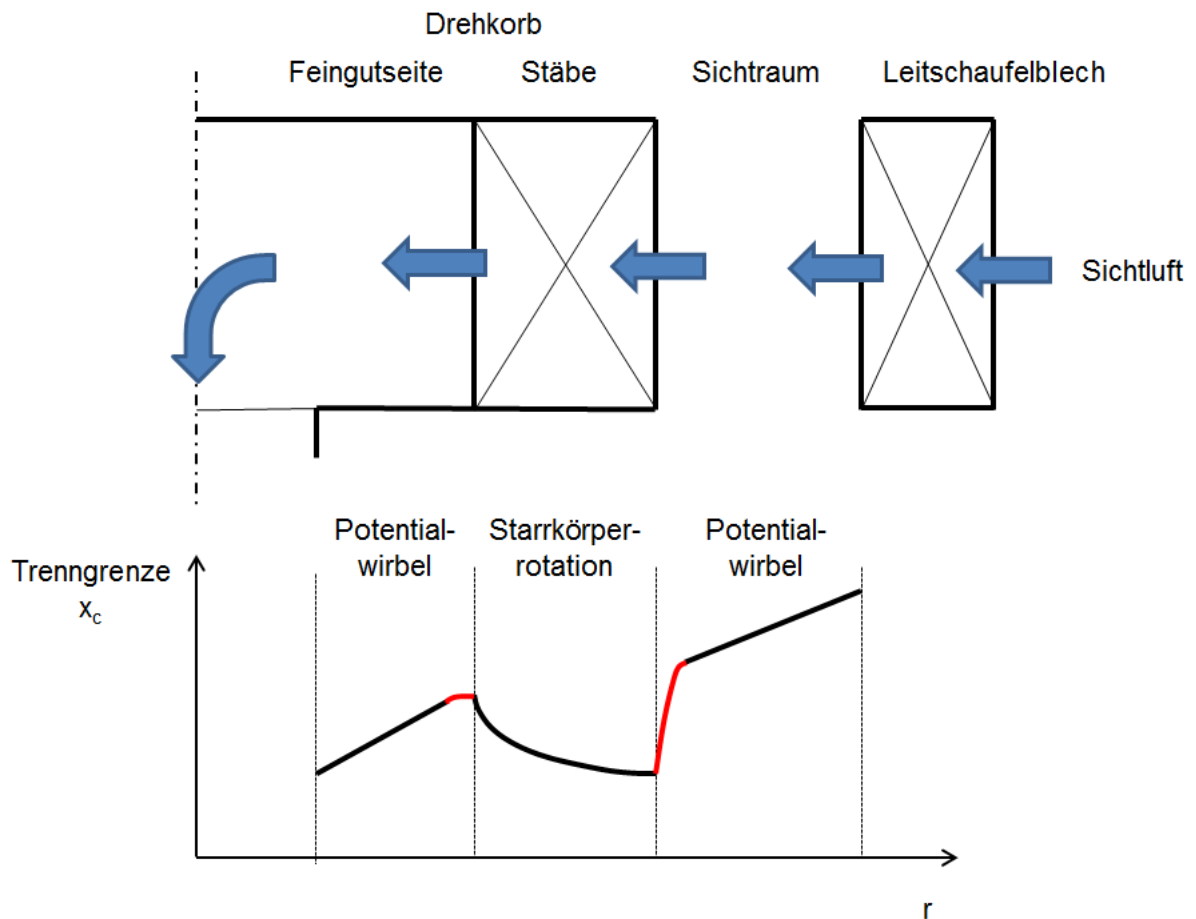 Drehkorb
Feingutseite Stäbe Sichtraum Leitschaufelblech
Sichtluft
Potential-
wirbel
Starrkörper-
rotation
Potential-
wirbel
Trenngrenze
xc
r